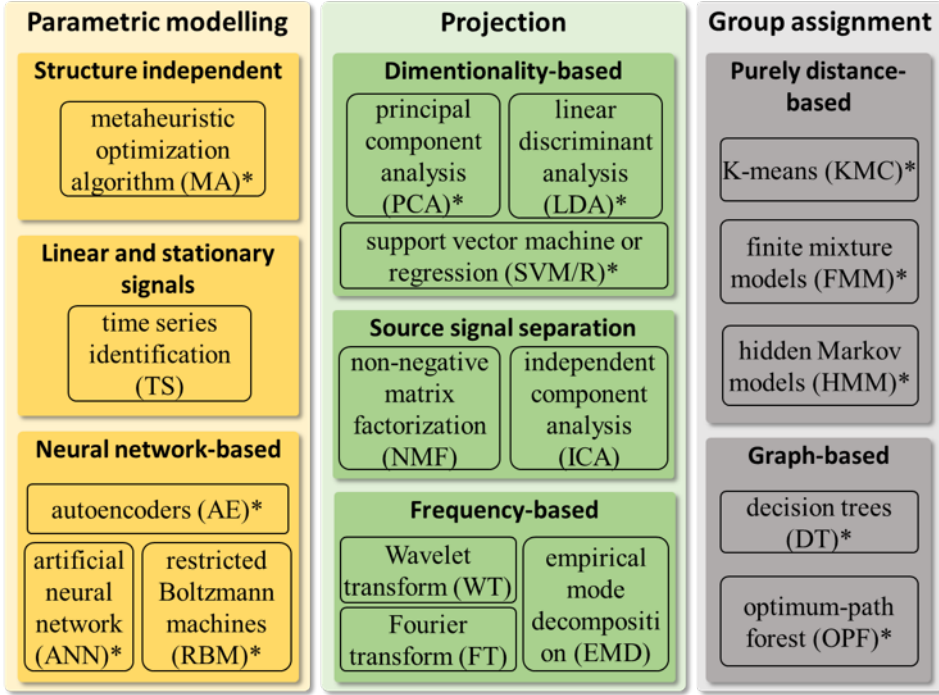 Parametric modelling
Structure independent
metaheuristic
optimization
algorithm (MA)*
Linear and stationary
signals
time series
identification
(TS)
Neural network-based
autoencoders (AE)*
artificial
neural
network
(ANN)*
restricted
Boltzmann
machines
(RBM)*
Projection
Dimentionality-based
principal
component
analysis
(PCA)*
linear
discriminant
analysis
(LDA)*
support vector machine or
regression (SVM/R)*
Source signal separation
non-negative
matrix
factorization
(NMF)
independent
component
analysis
(ICA)
Frequency-based
Wavelet
transform (WT)
Fourier
transform (FT)
empirical
mode
decompositi
on (EMD)
Group assignment
Purely distance-
based
K-means (KMC)*
finite mixture
models (FMM)*
hidden Markov
models (HMM)*
Graph-based
decision trees
(DT)*
optimum-path
forest (OPF)*